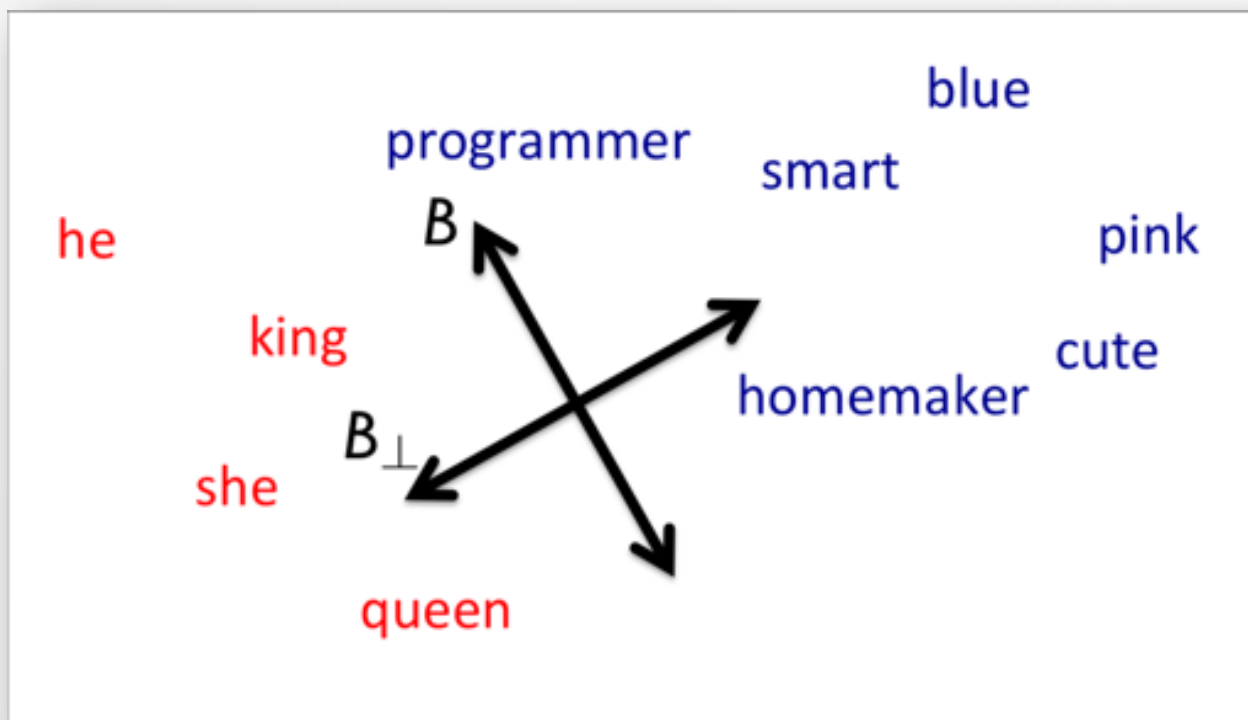 blue
programmer
smart
he
B
pink
king
cute
homemaker
B⊥
she
queen